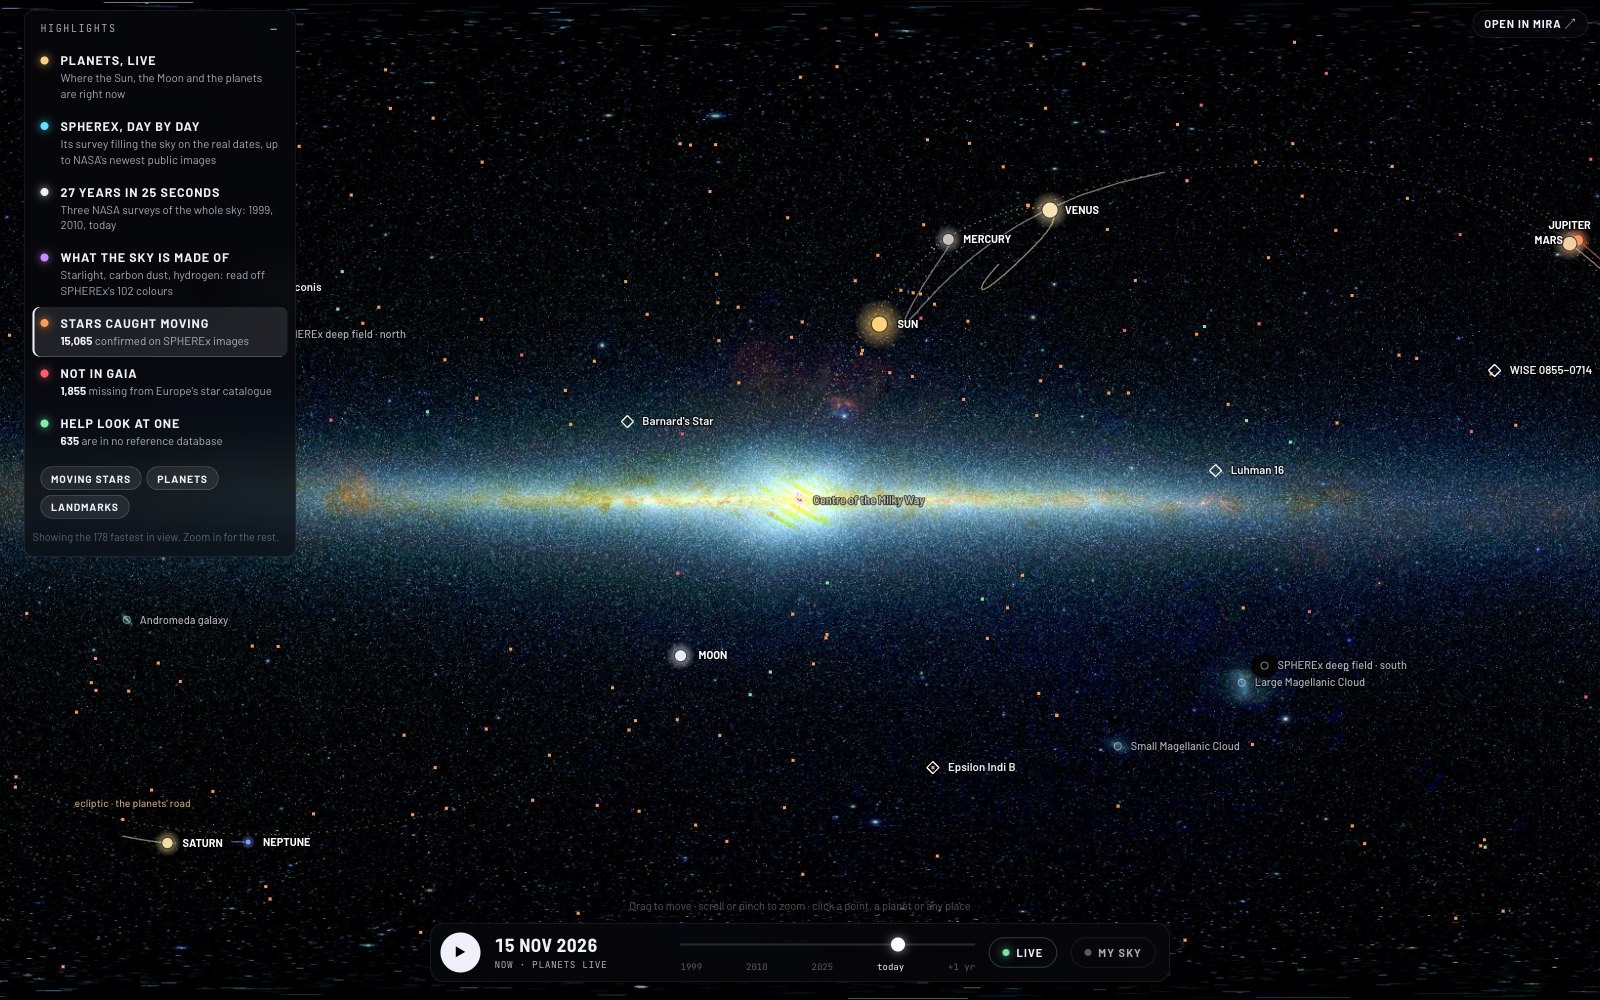 HIGHLIGHTS
–
OPEN IN MIRA ↗
PLANETS, LIVE
Where the Sun, the Moon and the planets
are right now
SPHEREX, DAY BY DAY
Its survey filling the sky on the real dates, up
to NASA's newest public images
27 YEARS IN 25 SECONDS
Three NASA surveys of the whole sky: 1999,
2010, today
WHAT THE SKY IS MADE OF
Starlight, carbon dust, hydrogen: read off
SPHEREx's 102 colours
STARS CAUGHT MOVING
15,065 confirmed on SPHEREx images
NOT IN GAIA
1,855 missing from Europe's star catalogue
HELP LOOK AT ONE
635 are in no reference database
MOVING STARS
PLANETS
LANDMARKS
Showing the 178 fastest in view. Zoom in for the rest.
VENUS
MERCURY
JUPITER
MARS
conis
SUN
HEREx deep field · north
WISE 0855−0714
Barnard's Star
Luhman 16
Centre of the Milky Way
Andromeda galaxy
MOON
SPHEREx deep field · south
Large Magellanic Cloud
Small Magellanic Cloud
Epsilon Indi B
ecliptic · the planets' road
SATURN
NEPTUNE
Drag to move · scroll or pinch to zoom · click a point, a planet or any place
15 NOV 2026
NOW · PLANETS LIVE
1999
2010
2025
today
+1 yr
LIVE
MY SKY